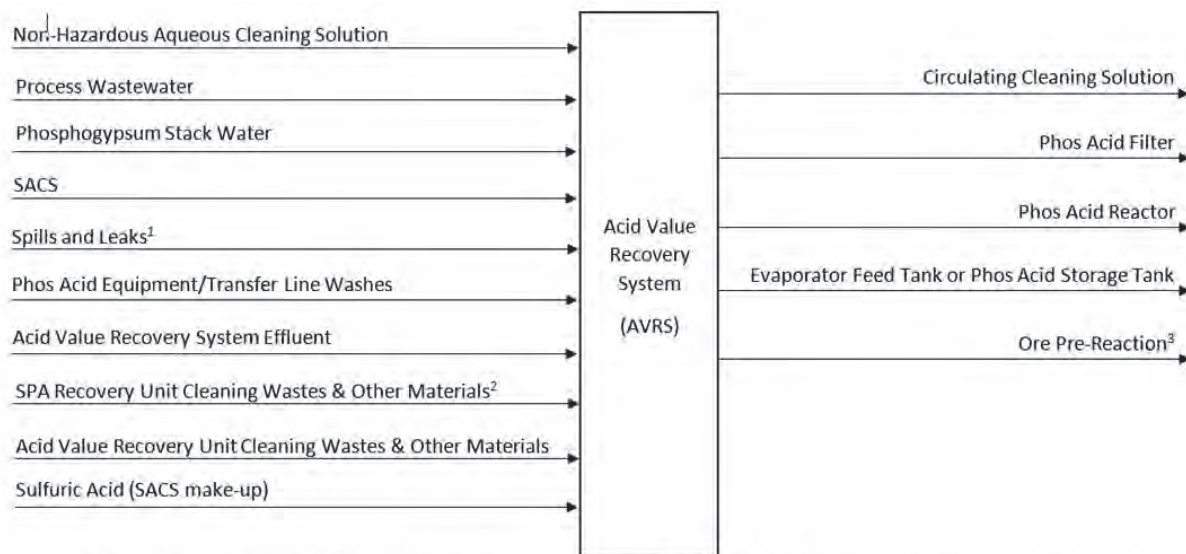 Non-Hazardous Aqueous Cleaning Solution
Process Wastewater
Phosphogypsum Stack Water
SACS
Spills and Leaks¹
Phos Acid Equipment/Transfer Line Washes
Acid Value Recovery System Effluent
SPA Recovery Unit Cleaning Wastes & Other Materials²
Acid Value Recovery Unit Cleaning Wastes & Other Materials
Sulfuric Acid (SACS make-up)
Acid Value
Recovery
System
(AVRS)
Circulating Cleaning Solution
Phos Acid Filter
Phos Acid Reactor
Evaporator Feed Tank or Phos Acid Storage Tank
Ore Pre-Reaction³